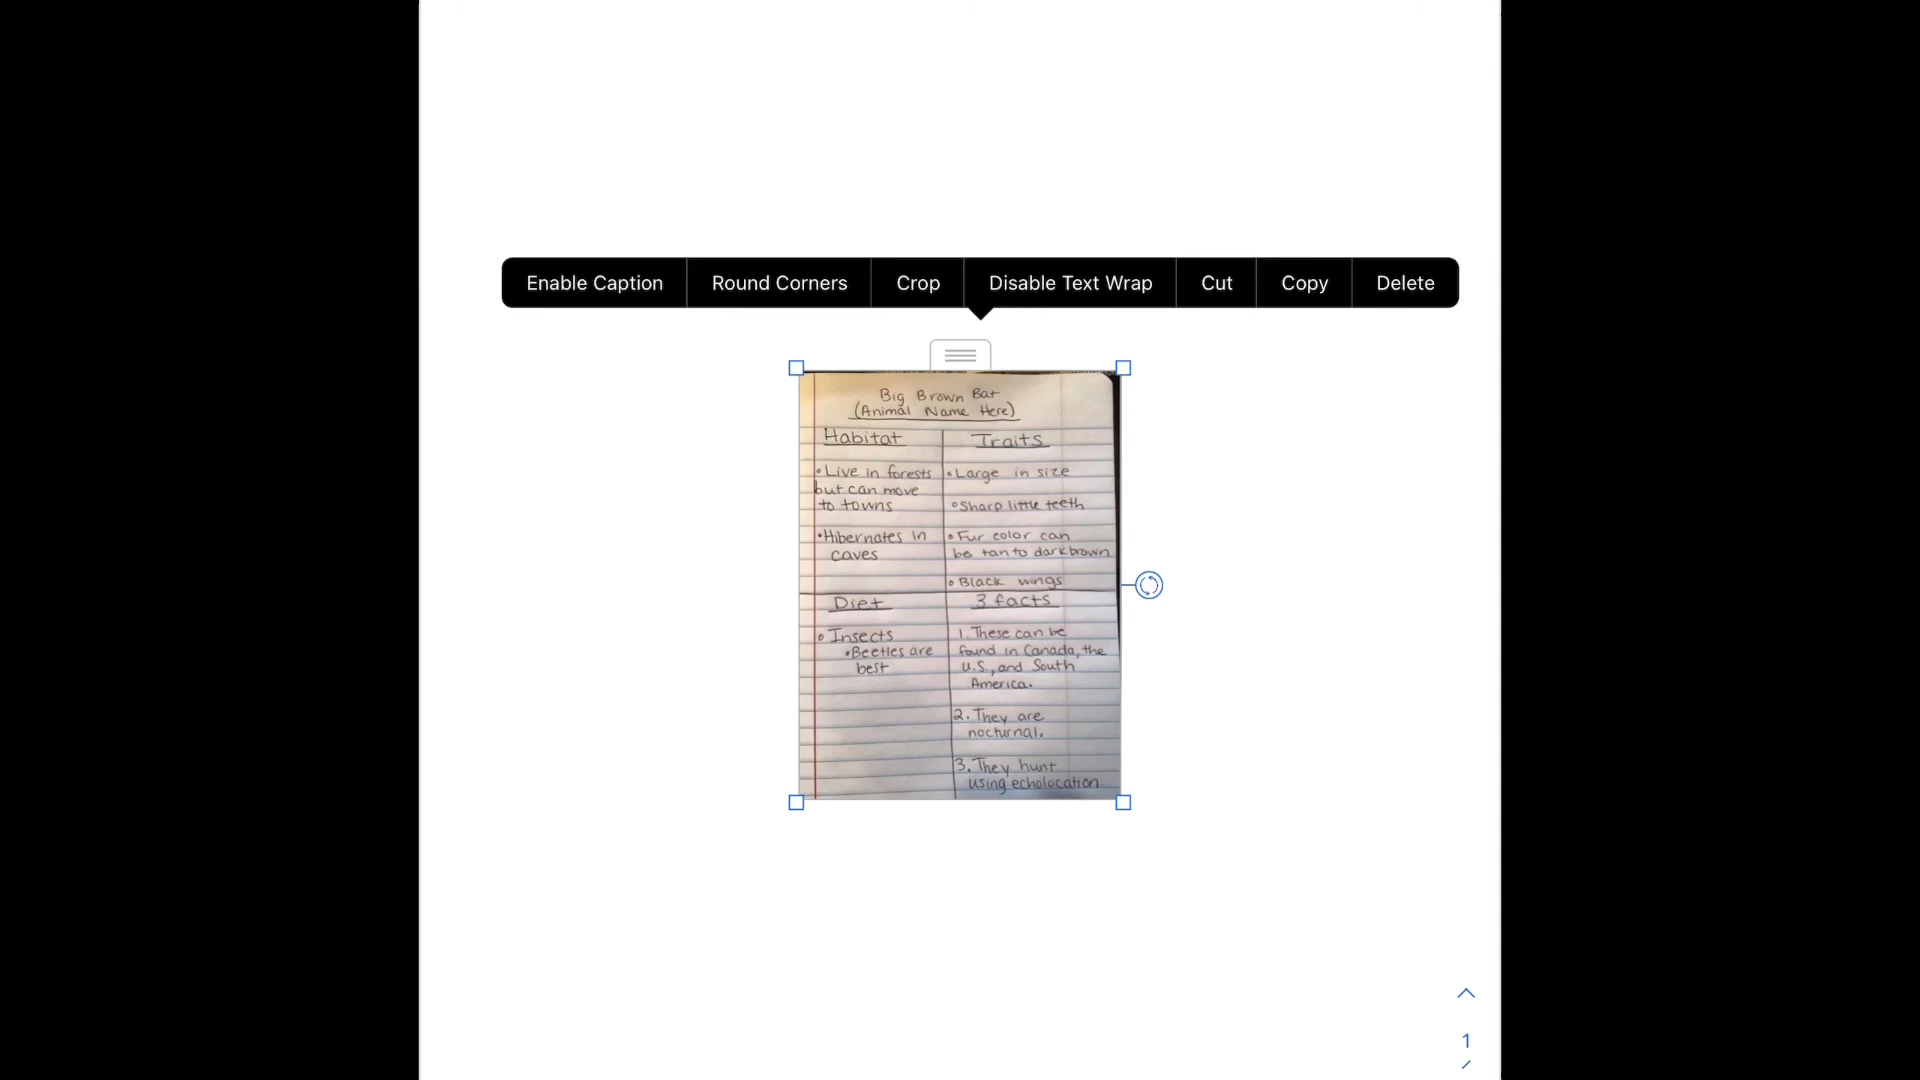 Enable Caption
Round Corners
Crop
Disable Text Wrap
Cut
Copy
Delete
Big Brown Bat
(Animal Name Here)
Habitat
•Live in forests
but can move
to towns
•Hibernates in
caves
Traits
•Large in size
•Sharp little teeth
•Fur color can
be tan to dark brown
•Black wings
Diet
•Insects
•Beetles are
best
3 facts
1. These can be
found in Canada, the
U.S., and South
America.
2. They are
nocturnal.
3. They hunt
using echolocation.
1